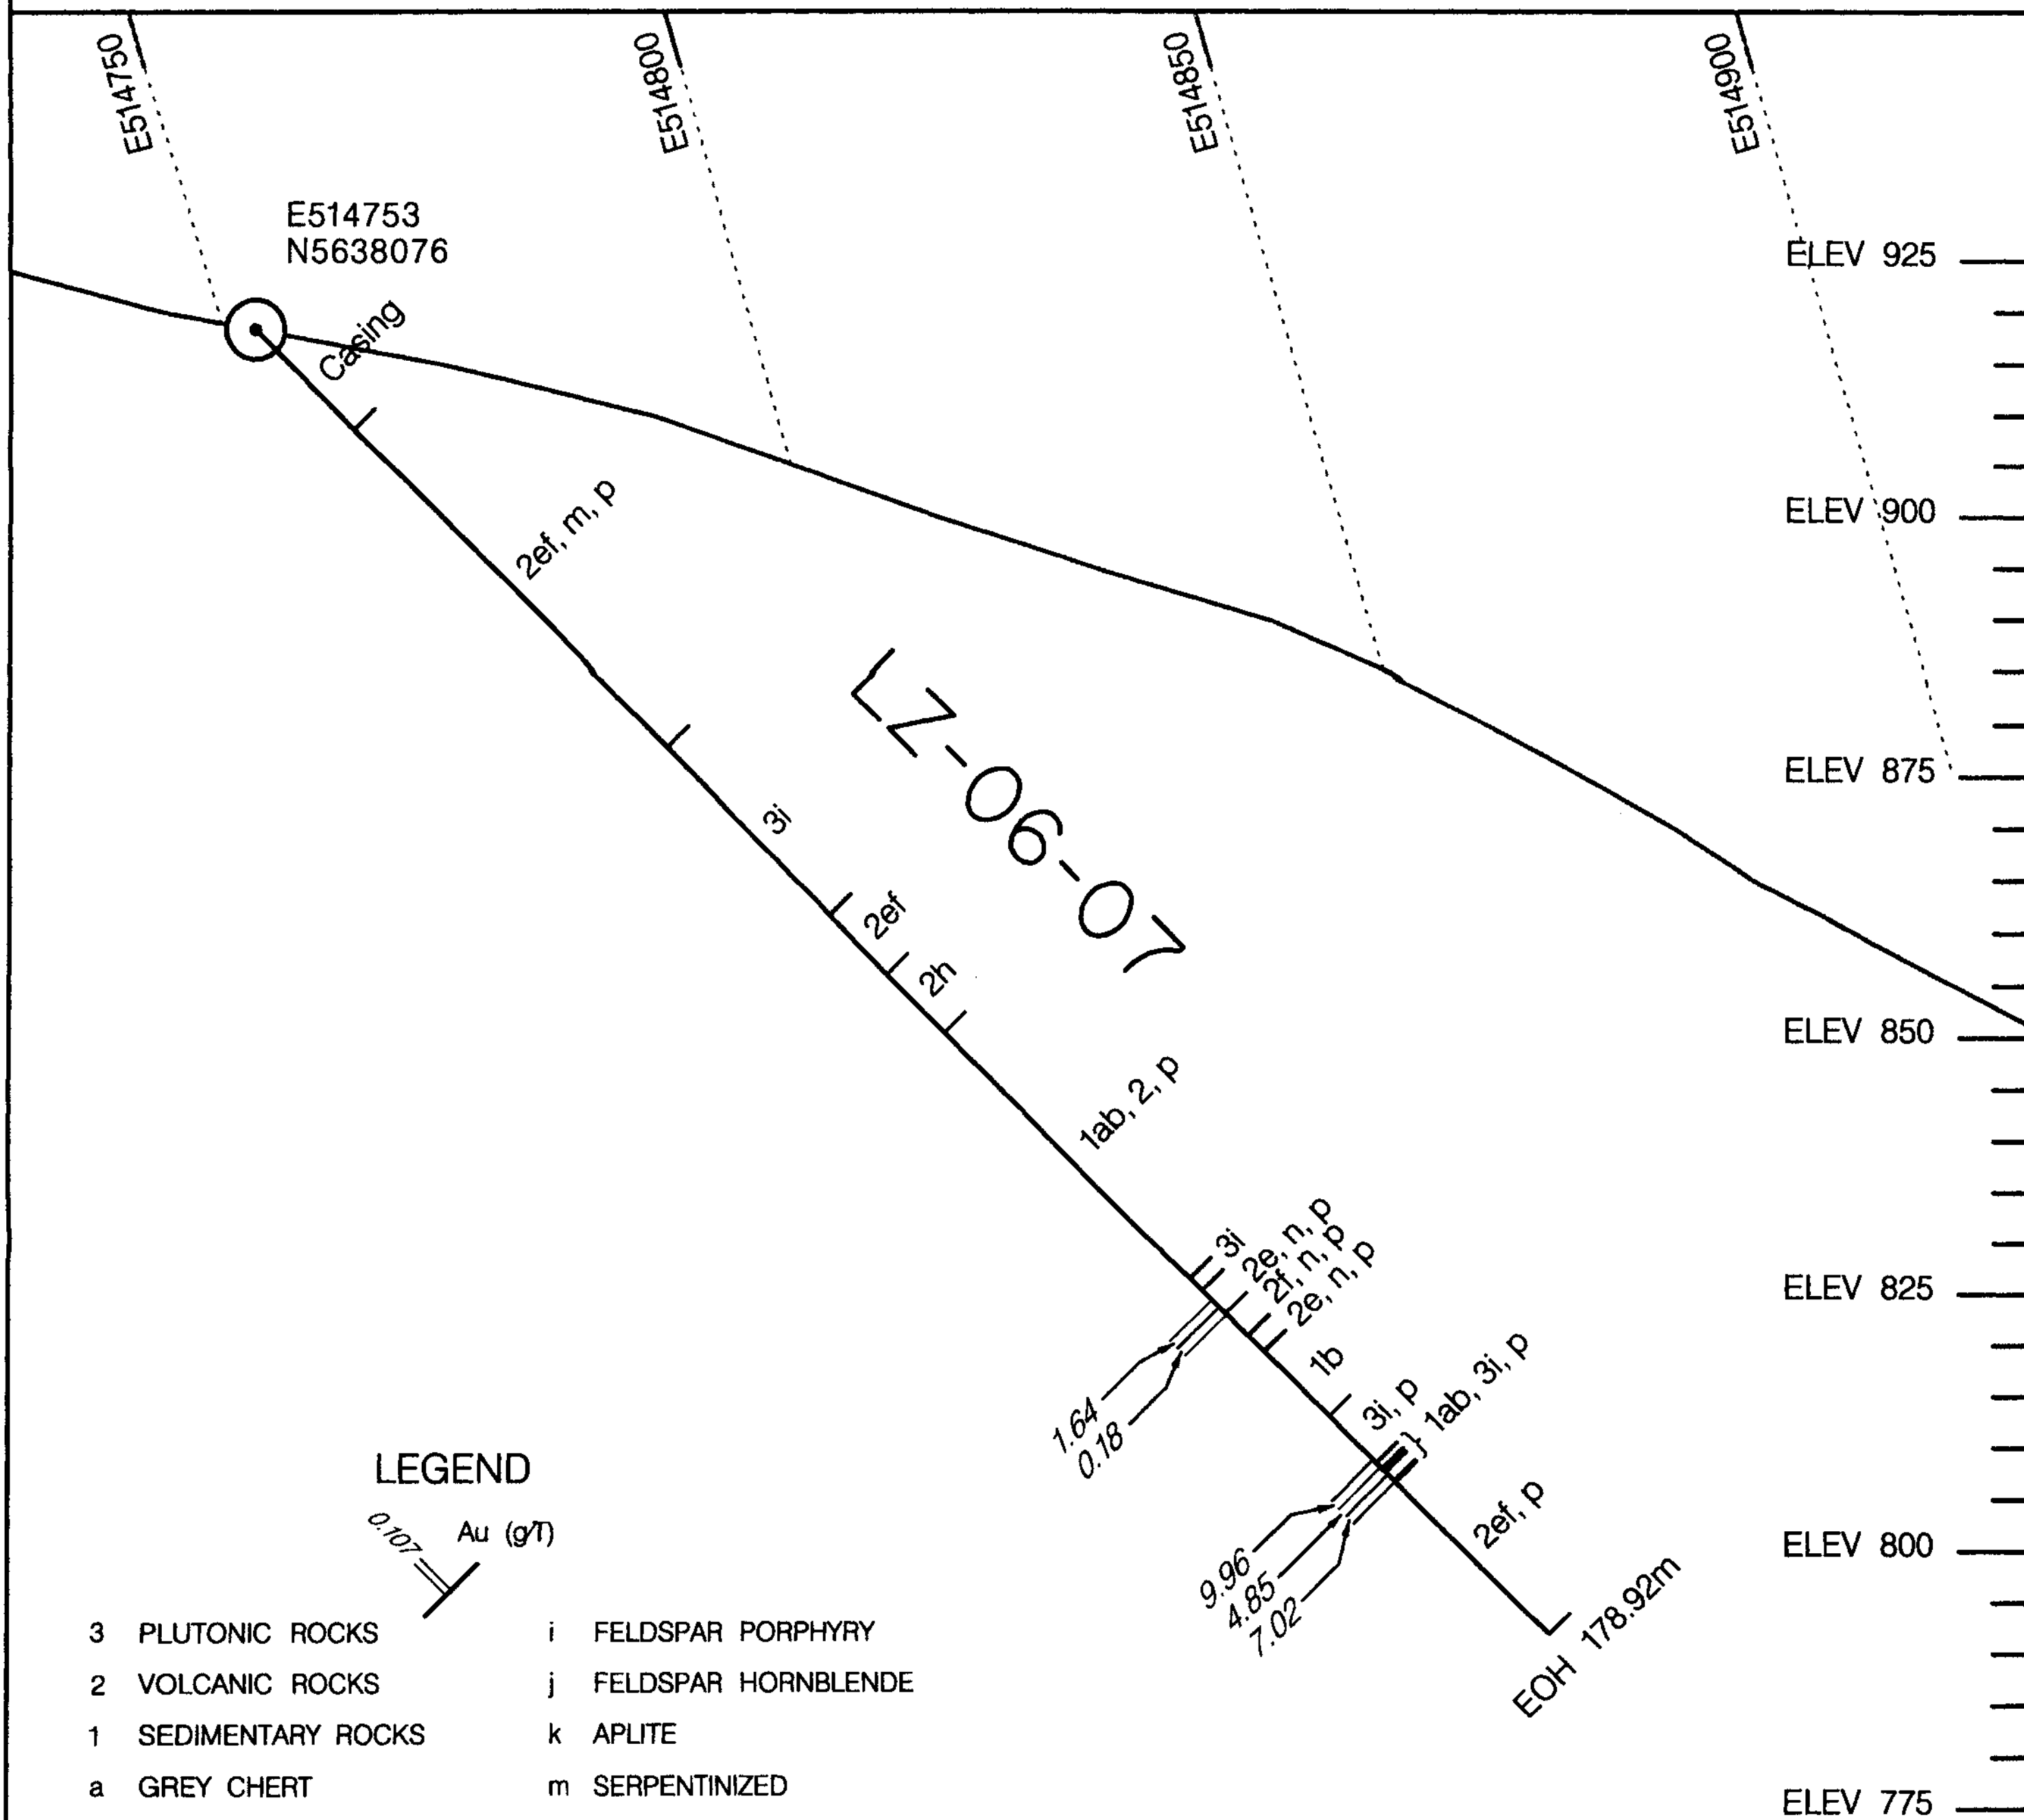 E514750
E514800
E514850
E514900
E514753
N5638076
ELEV 925
Casing
ELEV 900
2ef, m, p
LZ-06-07
ELEV 875
3i
2ef
2h
ELEV 850
1ab, 2, p
3i
2e, n, p
2f, n, p
2e, n, p
ELEV 825
1b
3i, p
1ab, 3i, p
1.64
0.18
2ef, p
ELEV 800
9.96
4.85
7.02
EOH 178.92m
LEGEND
0.107
Au (g/T)
3 PLUTONIC ROCKS
i FELDSPAR PORPHYRY
2 VOLCANIC ROCKS
j FELDSPAR HORNBLENDE
1 SEDIMENTARY ROCKS
k APLITE
a GREY CHERT
m SERPENTINIZED
ELEV 775